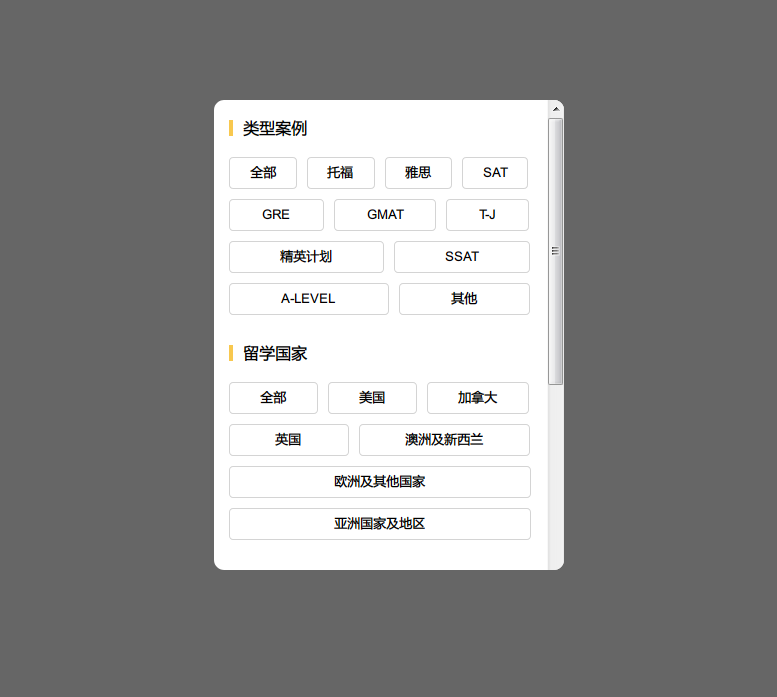 类型案例
全部 托福 雅思 SAT
GRE GMAT T-J
精英计划 SSAT
A-LEVEL 其他
留学国家
全部 美国 加拿大
英国 澳洲及新西兰
欧洲及其他国家
亚洲国家及地区